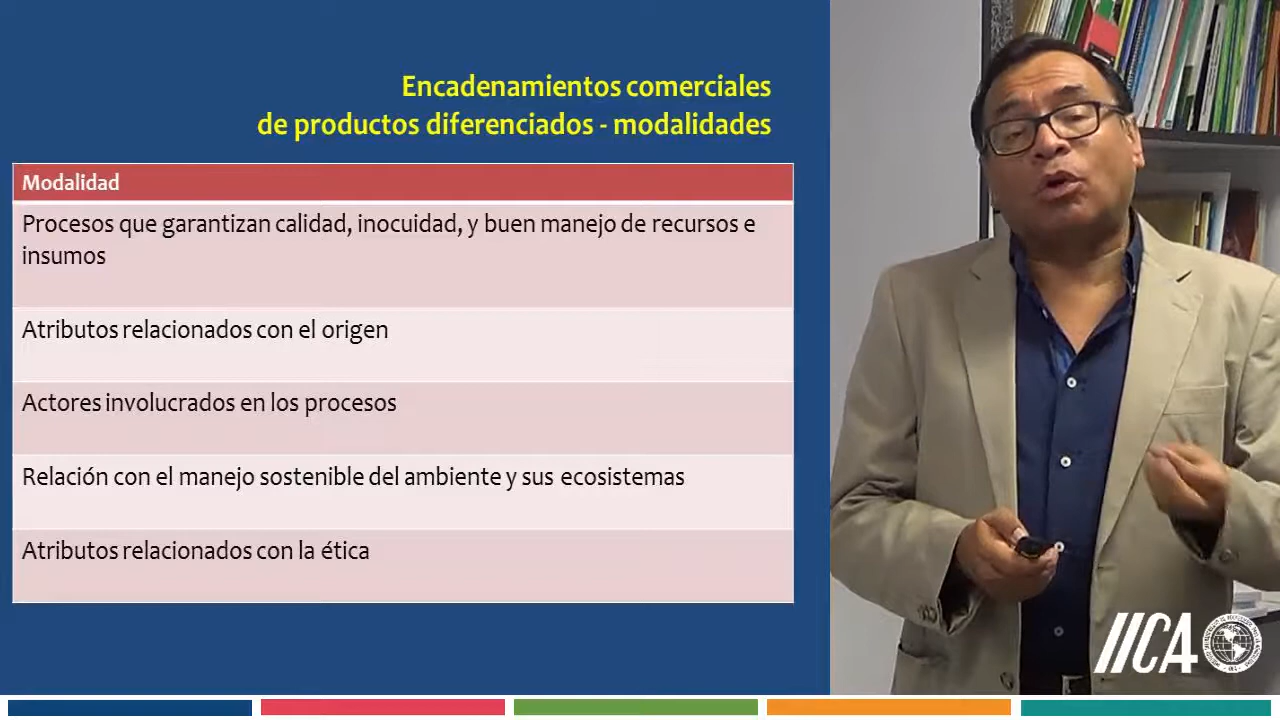 Encadenamientos comerciales
de productos diferenciados - modalidades
Modalidad
Procesos que garantizan calidad, inocuidad, y buen manejo de recursos e
insumos
Atributos relacionados con el origen
Actores involucrados en los procesos
Relación con el manejo sostenible del ambiente y sus ecosistemas
Atributos relacionados con la ética
IICA